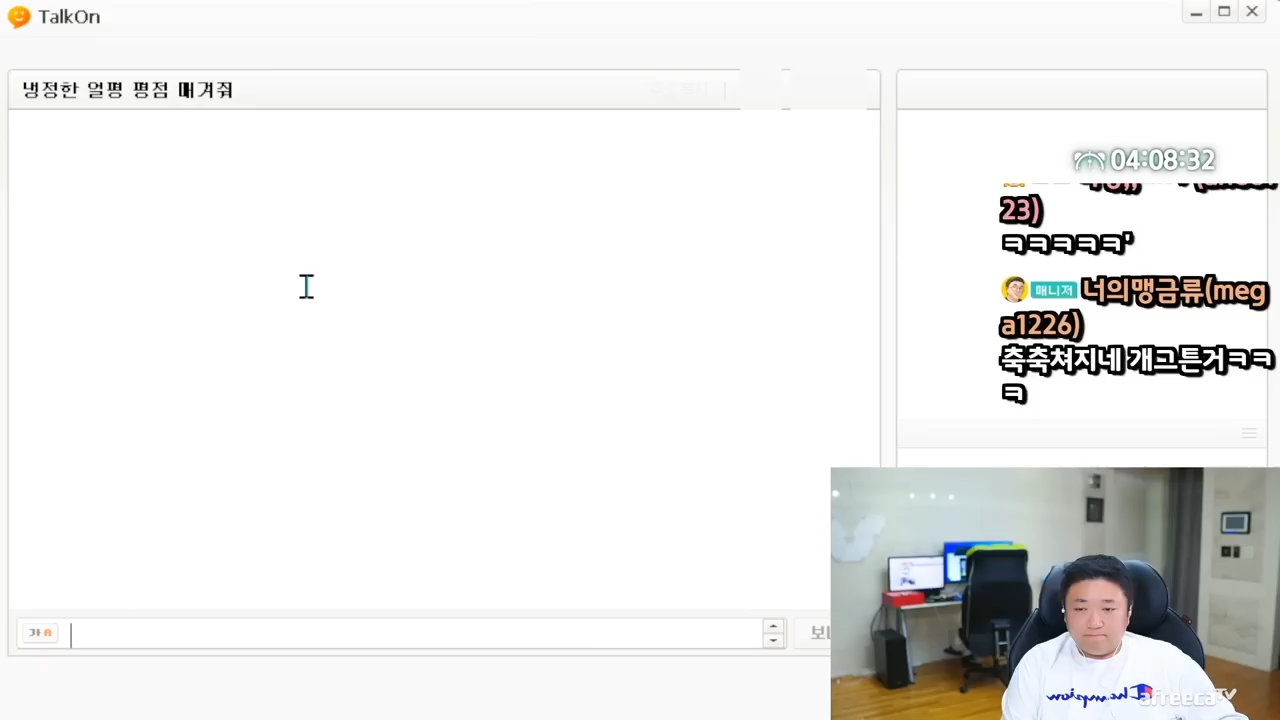 TalkOn
냉정한 얼평 평점 매겨줘
04:08:32
23)
ㅋㅋㅋㅋㅋ'
매니저 너의맹금류(meg
a1226)
축축쳐지네 개그튼거ㅋㅋ
ㅋ
가
Champion
afreecaTV